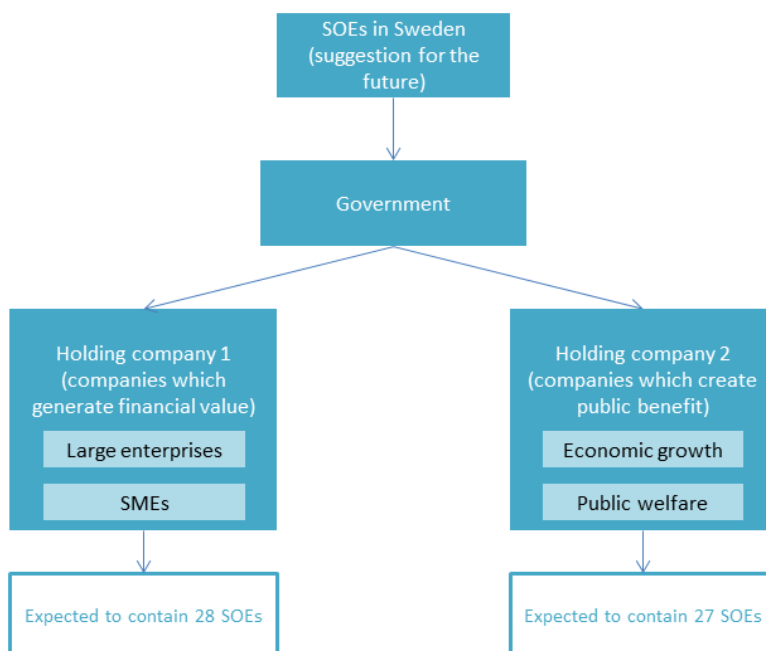 SOEs in Sweden
(suggestion for the
future)
Government
Holding company 1
(companies which
generate financial value)
Large enterprises
SMEs
Expected to contain 28 SOEs
Holding company 2
(companies which create
public benefit)
Economic growth
Public welfare
Expected to contain 27 SOEs